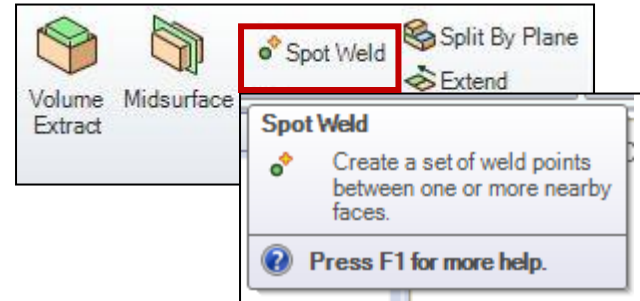 Volume Extract
Midsurface
Spot Weld
Split By Plane
Extend
Spot Weld
Create a set of weld points
between one or more nearby
faces.
Press F1 for more help.